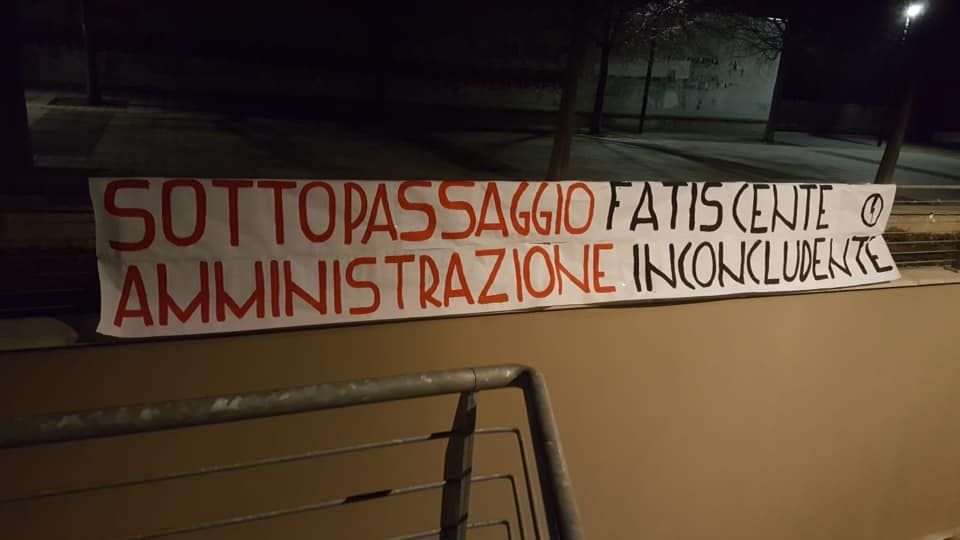 SOTTOPASSAGGIO FATISCENTE
AMMINISTRAZIONE INCONCLUDENTE